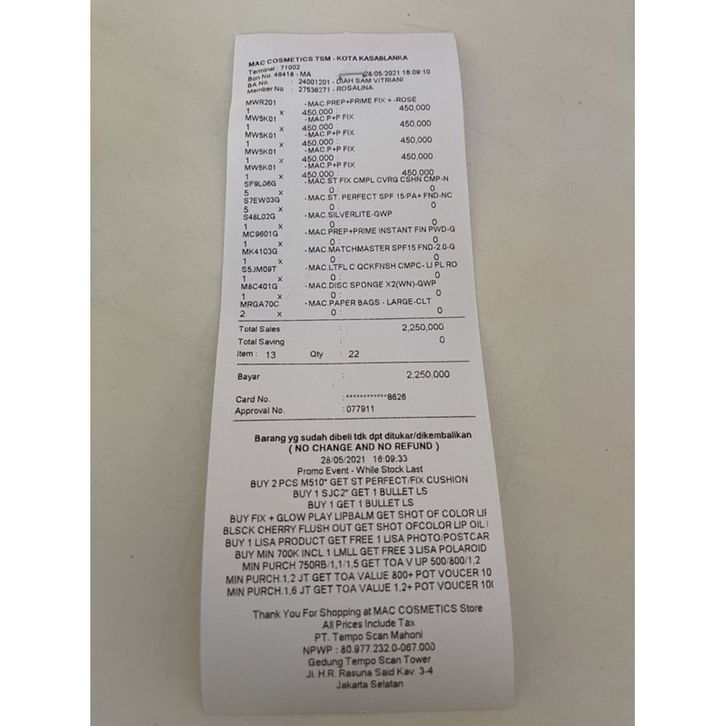 MAC COSMETICS TSM - KOTA KASABLANKA
Terminal : 71002
Bon No. 46418 - MA 28/05/2021 16:09:10
BA No. : 24001201 - DIAH SAM VITRIANI
Member No : 27536271 - ROSALINA
MWR201 - MAC.PREP+PRIME FIX + -ROSE
1 x 450,000 : 450,000
MW5K01 - MAC.P+P FIX
1 x 450,000 : 450,000
MW5K01 - MAC.P+P FIX
1 x 450,000 : 450,000
MW5K01 - MAC.P+P FIX
1 x 450,000 : 450,000
MW5K01 - MAC.P+P FIX
1 x 450,000 : 450,000
SF9L06G - MAC.ST FIX CMPL CVRG CSHN CMP-N
5 x 0 : 0
S7EW03G - MAC.ST. PERFECT SPF 15/PA+ FND-NC
5 x 0 : 0
S48L02G - MAC.SILVERLITE-GWP
1 x 0 : 0
MC9601G - MAC.PREP+PRIME INSTANT FIN PWD-G
1 x 0 : 0
MK4103G - MAC.MATCHMASTER SPF15 FND-2.0-G
1 x 0 : 0
S5JM09T - MAC.LTFL C QCKFNSH CMPC- LI PL RO
1 x 0 : 0
M8C401G - MAC.DISC SPONGE X2(WN)-GWP
1 x 0 : 0
MRGA70C - MAC.PAPER BAGS - LARGE-CLT
2 x 0 : 0
Total Sales : 2,250,000
Total Saving : 0
Item : 13 Qty : 22
Bayar : 2,250,000
Card No. : ************8626
Approval No. : 077911
Barang yg sudah dibeli tdk dpt ditukar/dikembalikan
( NO CHANGE AND NO REFUND )
28/05/2021 16:09:33
Promo Event - While Stock Last
BUY 2 PCS M510* GET ST PERFECT/FIX CUSHION
BUY 1 SJC2* GET 1 BULLET LS
BUY 1 GET 1 BULLET LS
BUY FIX + GLOW PLAY LIPBALM GET SHOT OF COLOR LIF
BLSCK CHERRY FLUSH OUT GET SHOT OFCOLOR LIP OIL
BUY 1 LISA PRODUCT GET FREE 1 LISA PHOTO/POSTCAR
BUY MIN 700K INCL 1 LMLL GET FREE 3 LISA POLAROID
MIN PURCH 750RB/1,1/1.5 GET TOA V UP 500/800/1,2
MIN PURCH.1,2 JT GET TOA VALUE 800+ POT VOUCER 10
MIN PURCH.1,6 JT GET TOA VALUE 1,2+ POT VOUCER 10
Thank You For Shopping at MAC COSMETICS Store
All Prices Include Tax
PT. Tempo Scan Mahoni
NPWP : 80.977.232.0-067.000
Gedung Tempo Scan Tower
Jl. H.R. Rasuna Said Kav. 3-4
Jakarta Selatan